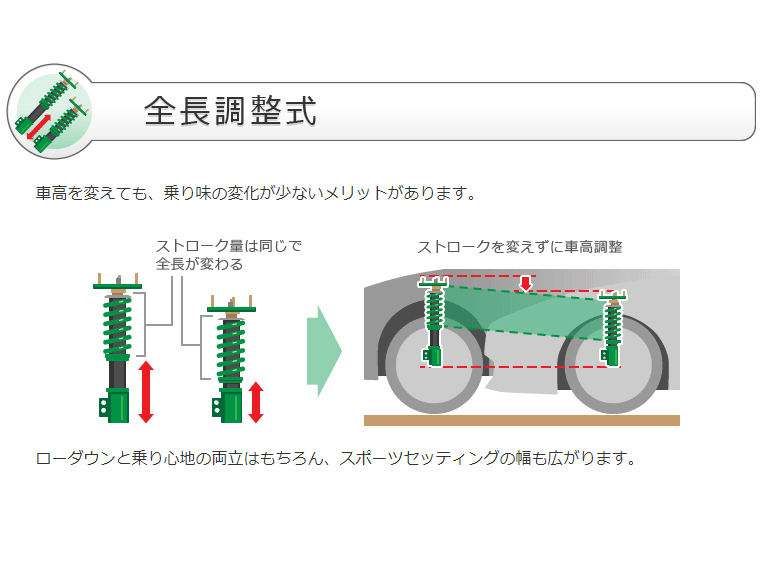 全長調整式
車高を変えても、乗り味の変化が少ないメリットがあります。
ストローク量は同じで
全長が変わる
ストロークを変えずに車高調整
ローダウンと乗り心地の両立はもちろん、スポーツセッティングの幅も広がります。